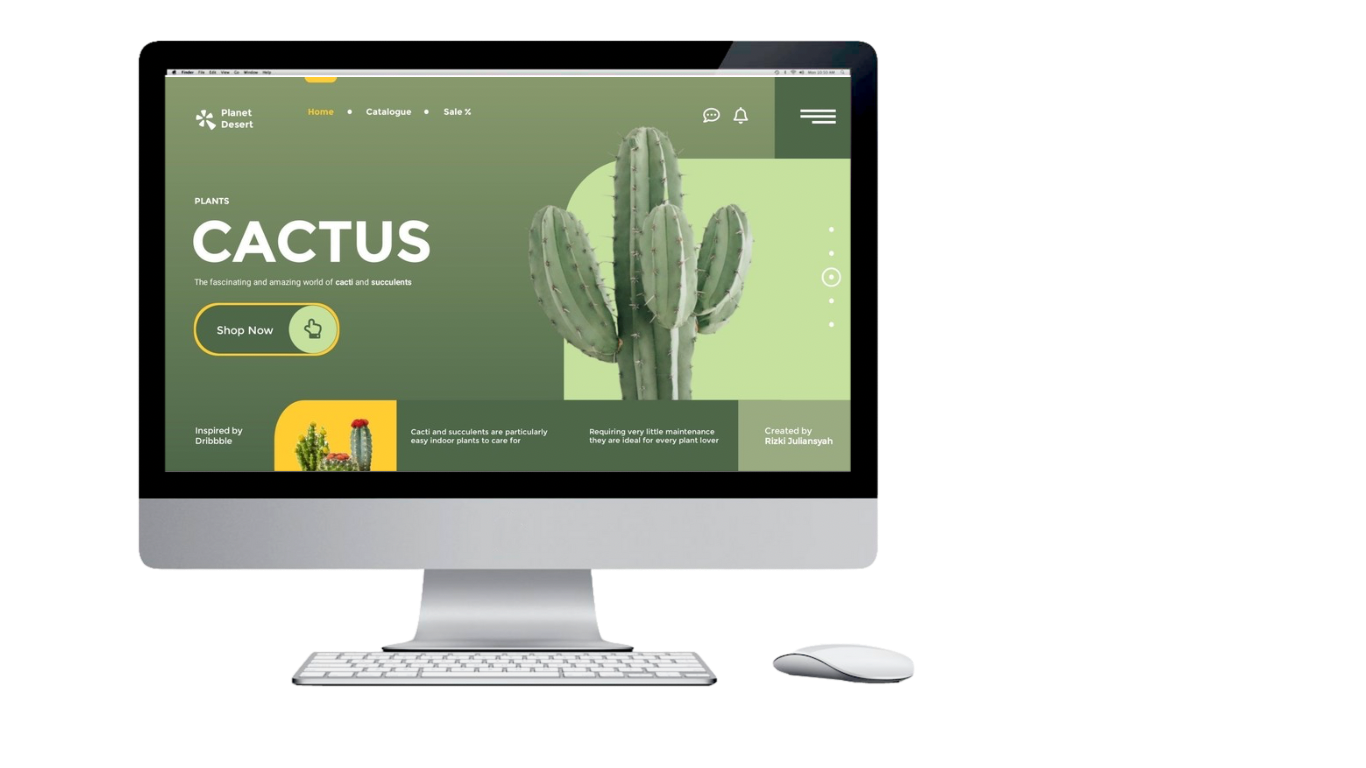 Finder File Edit View Go Window Help
Planet
Desert
Home • Catalogue • Sale %
PLANTS
CACTUS
The fascinating and amazing world of cacti and succulents
Shop Now
Inspired by
Dribbble
Cacti and succulents are particularly
easy indoor plants to care for
Requiring very little maintenance
they are ideal for every plant lover
Created by
Rizki Juliansyah